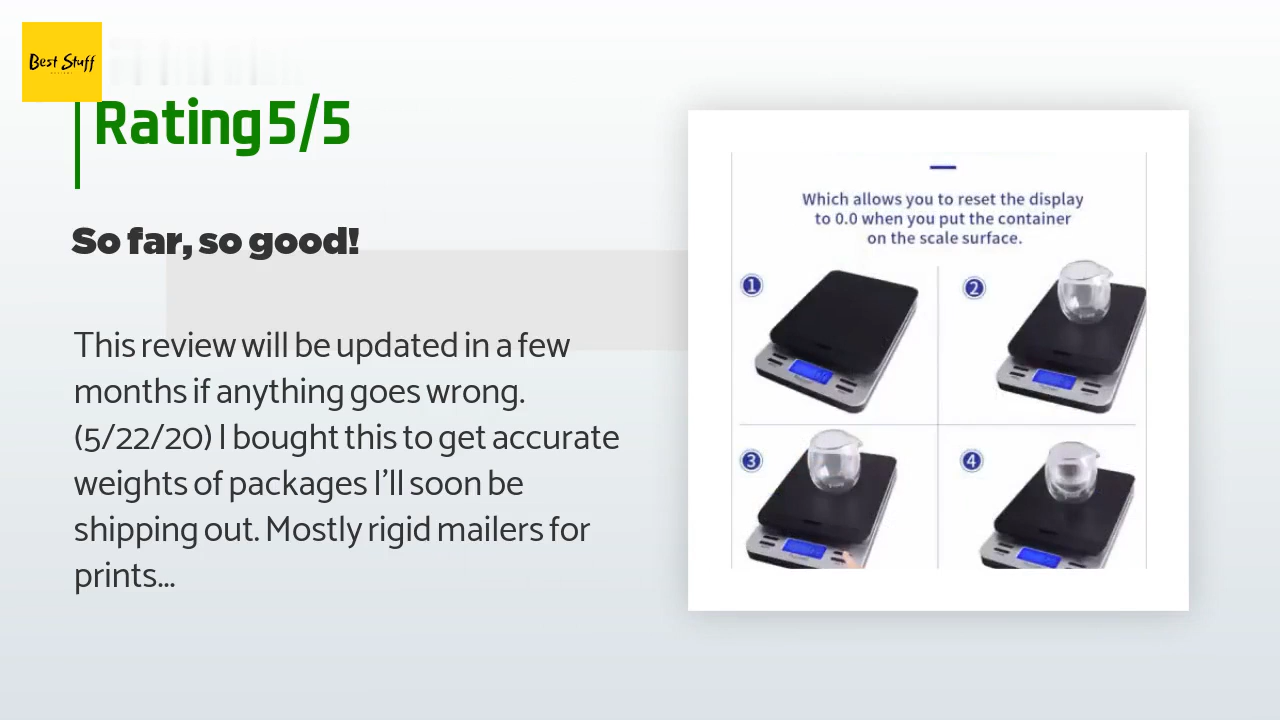 Best Stuff
Rating 5/5
So far, so good!
This review will be updated in a few
months if anything goes wrong.
(5/22/20) I bought this to get accurate
weights of packages I'll soon be
shipping out. Mostly rigid mailers for
prints...
Which allows you to reset the display
to 0.0 when you put the container
on the scale surface.
1
2
3
4